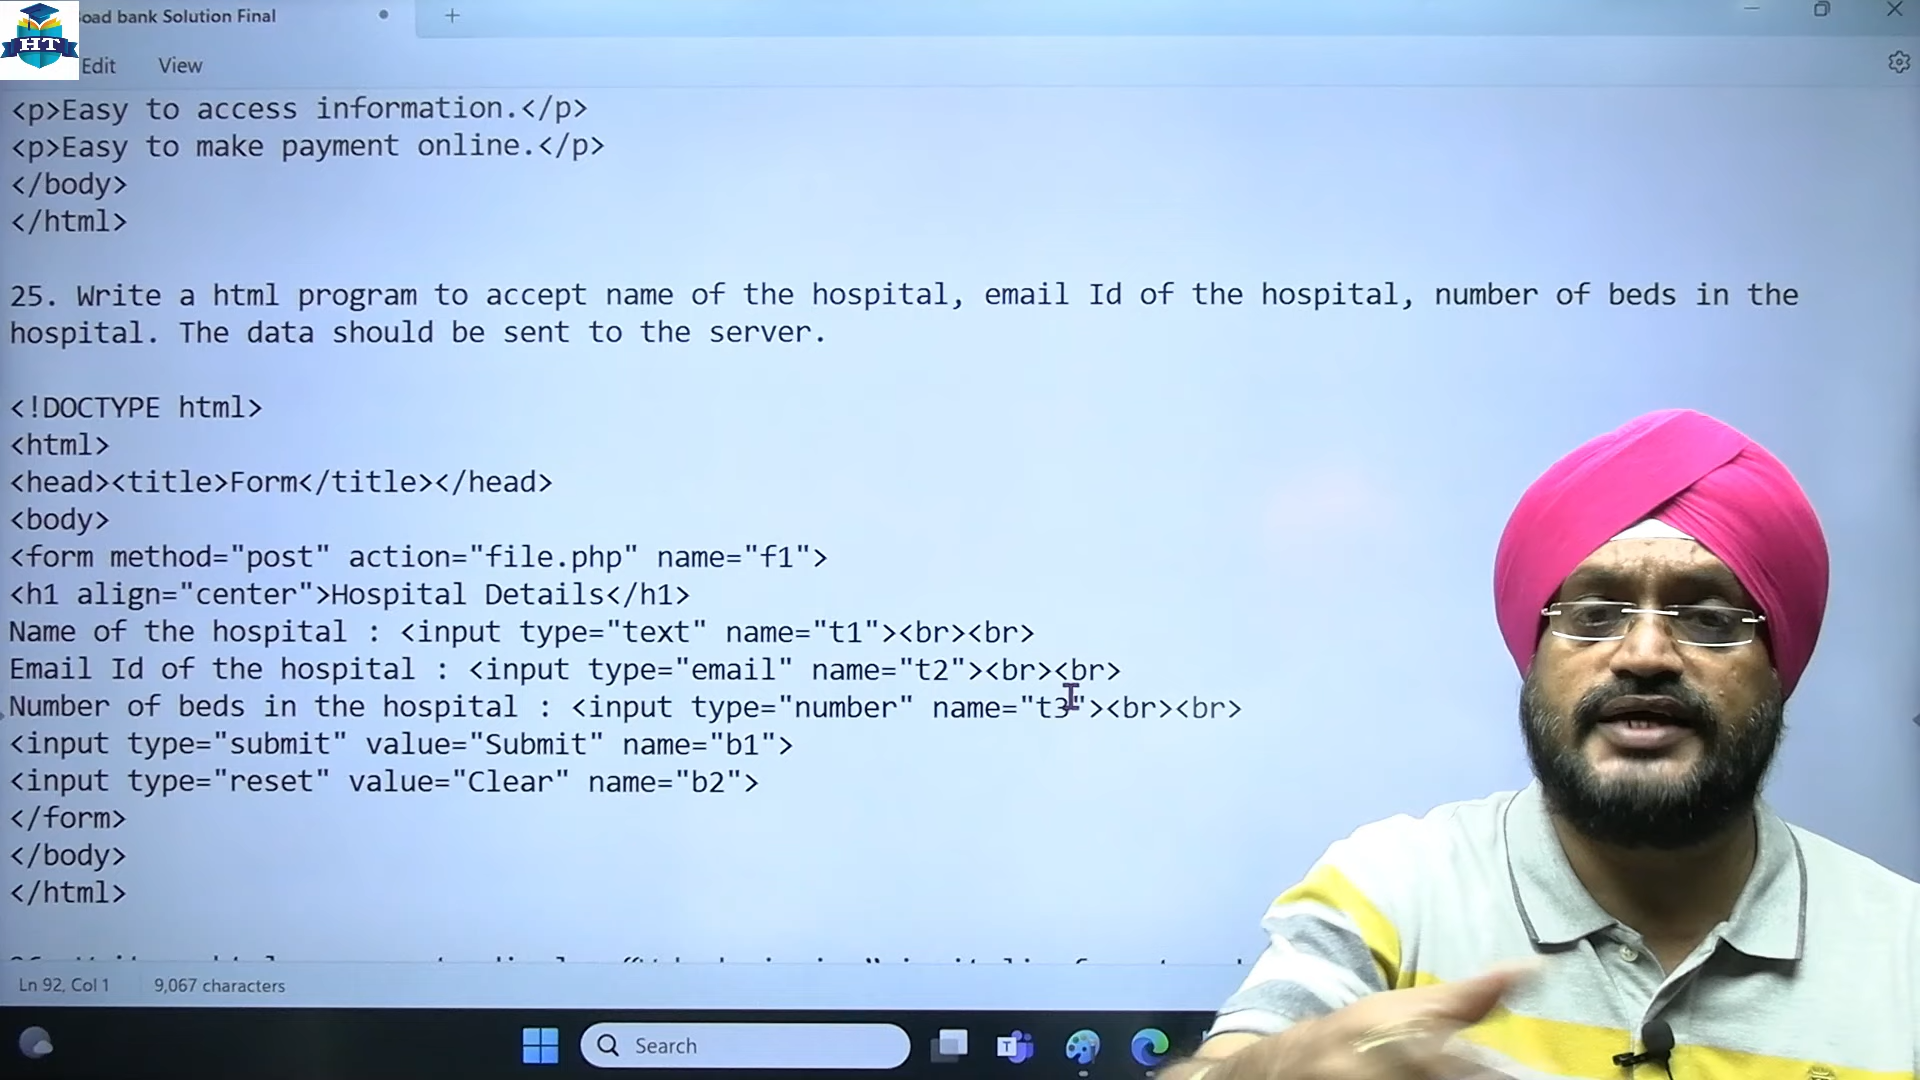 oad bank Solution Final
HT
Edit View
<p>Easy to access information.</p>
<p>Easy to make payment online.</p>
</body>
</html>
25. Write a html program to accept name of the hospital, email Id of the hospital, number of beds in the
hospital. The data should be sent to the server.
<!DOCTYPE html>
<html>
<head><title>Form</title></head>
<body>
<form method="post" action="file.php" name="f1">
<h1 align="center">Hospital Details</h1>
Name of the hospital : <input type="text" name="t1"><br><br>
Email Id of the hospital : <input type="email" name="t2"><br><br>
Number of beds in the hospital : <input type="number" name="t3"><br><br>
<input type="submit" value="Submit" name="b1">
<input type="reset" value="Clear" name="b2">
</form>
</body>
</html>
Ln 92, Col 1 9,067 characters
Search
T